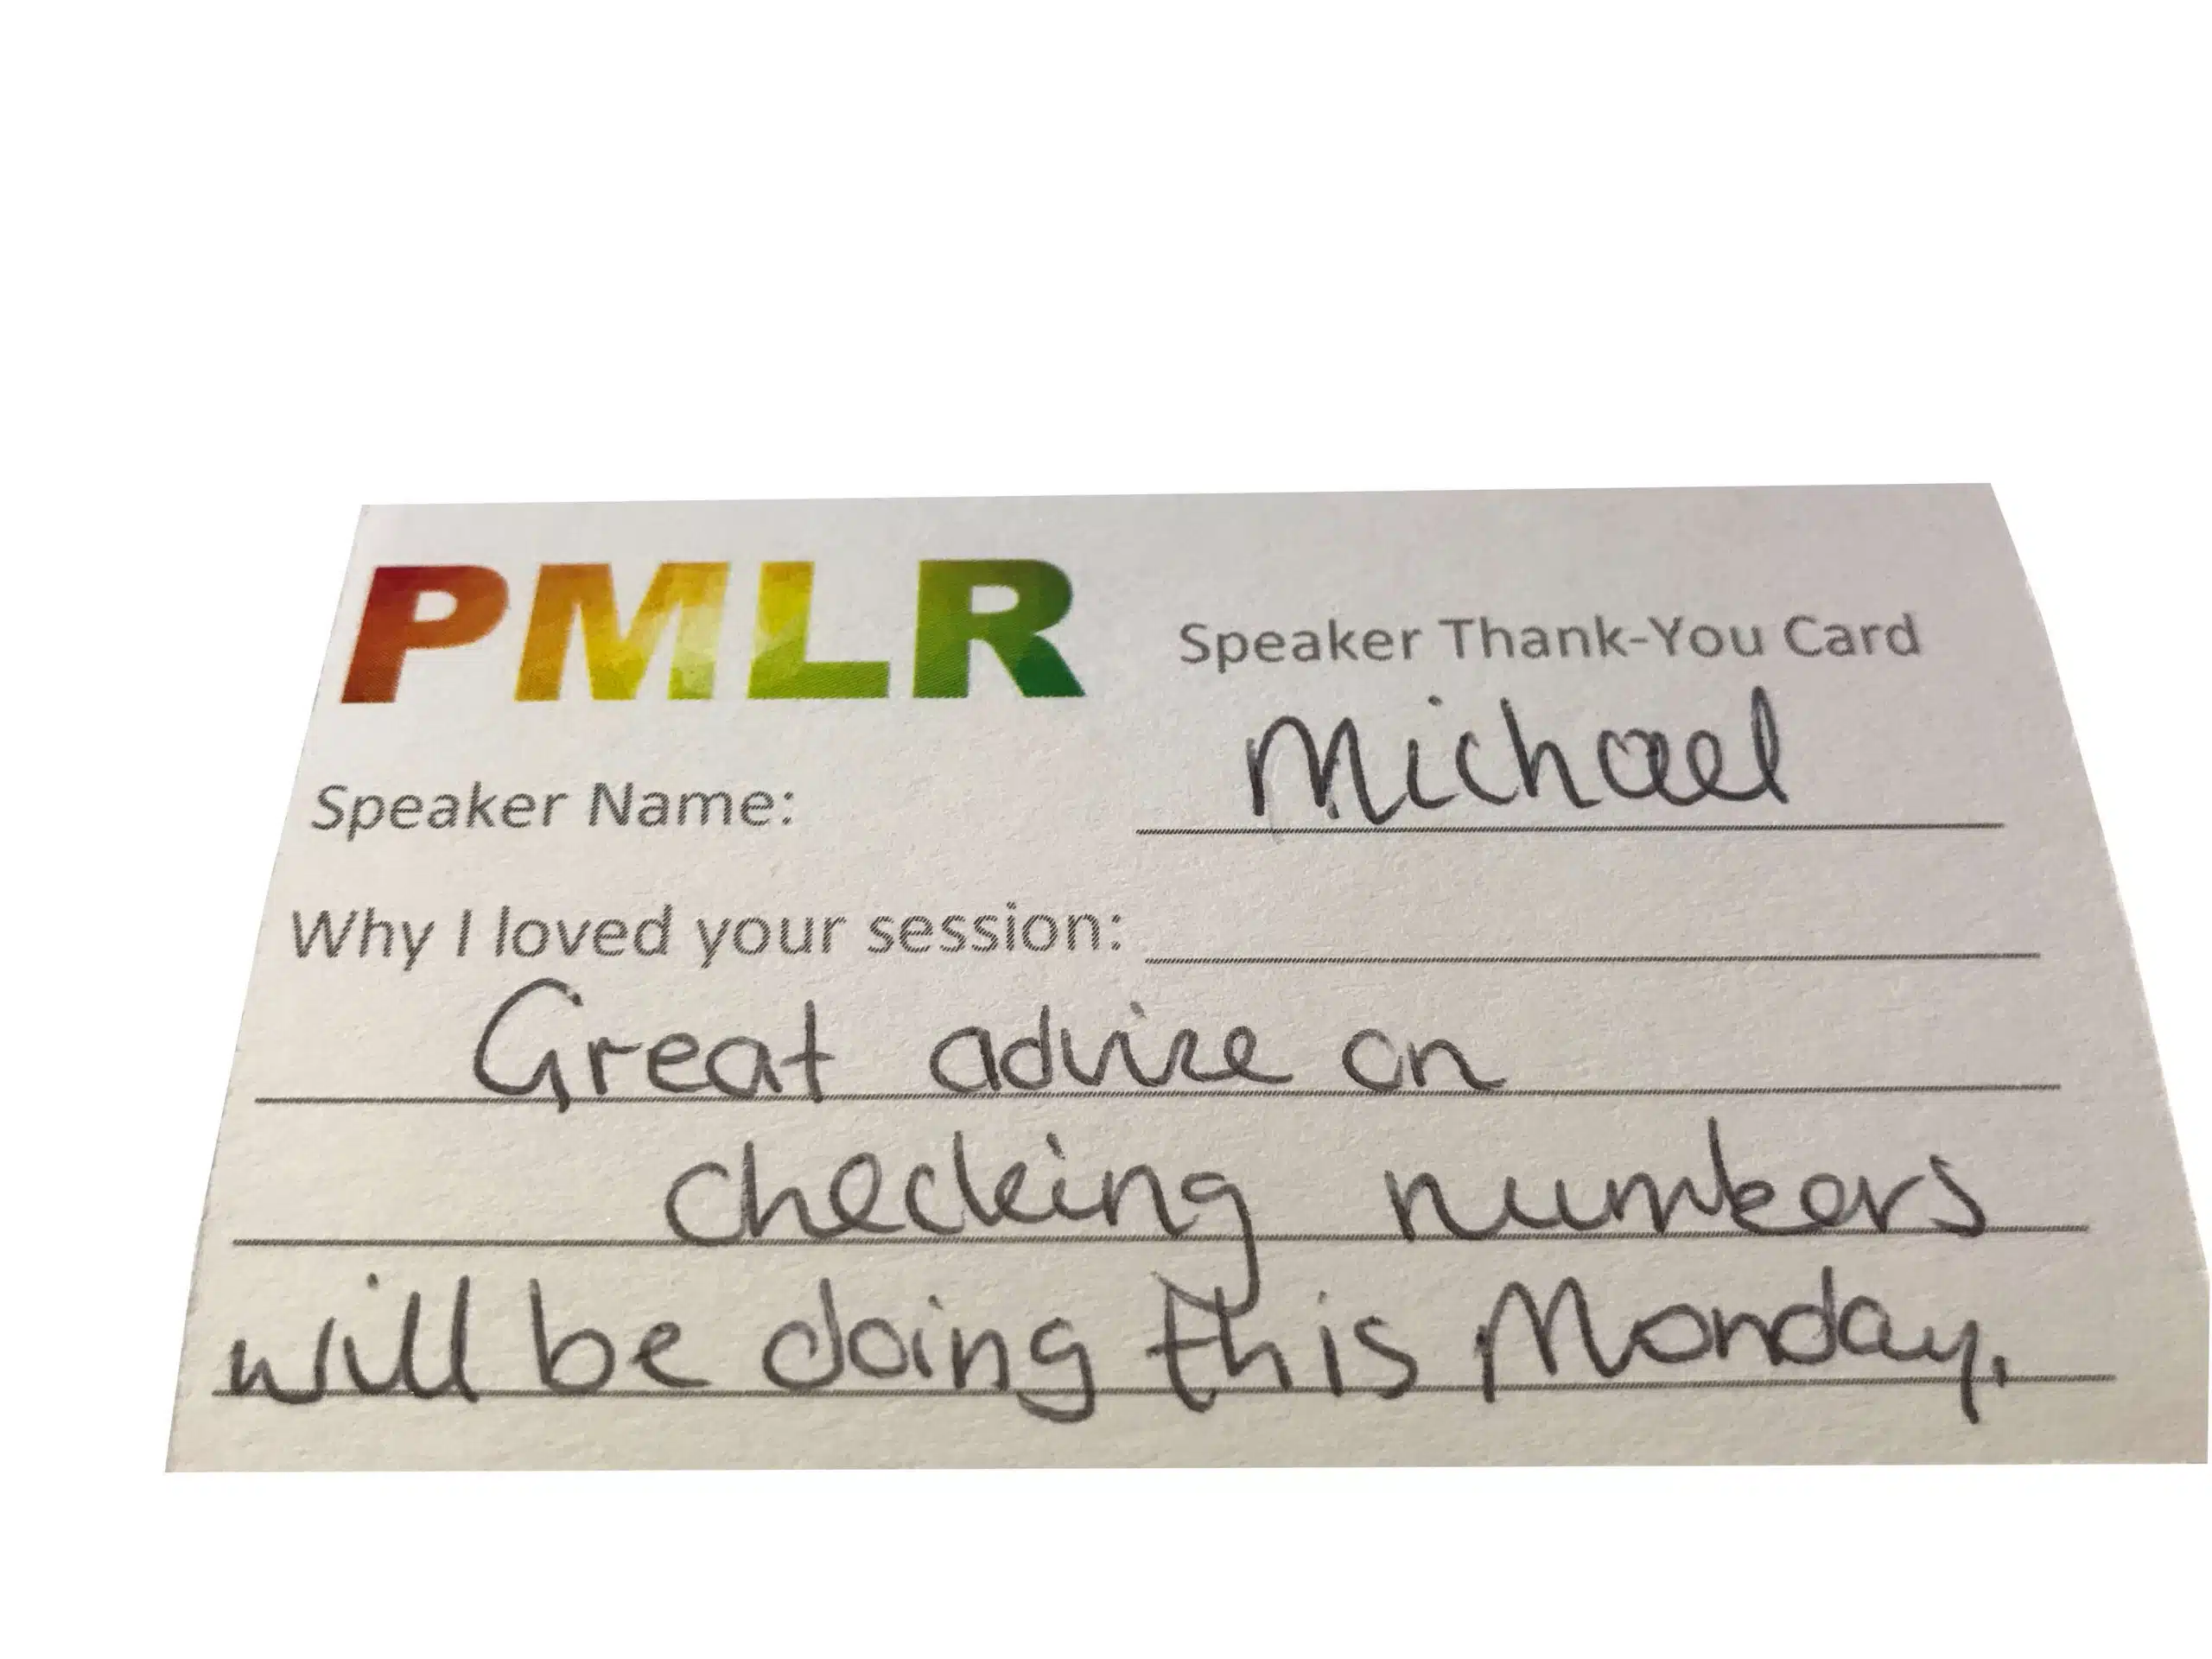 PMLR Speaker Thank-You Card
Speaker Name: Michael
Why I loved your session:
Great advice on
checking numbers
will be doing this Monday.